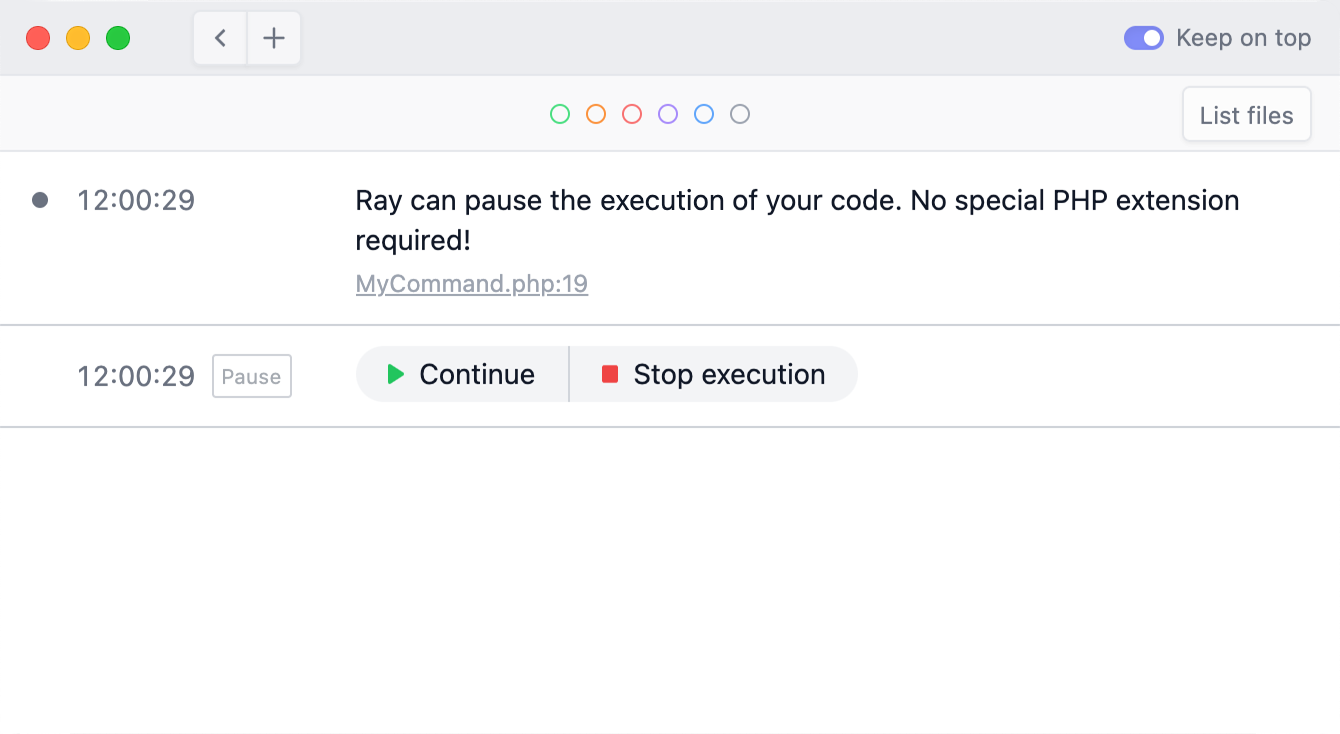 Keep on top
List files
12:00:29
Ray can pause the execution of your code. No special PHP extension
required!
MyCommand.php:19
12:00:29 Pause Continue Stop execution